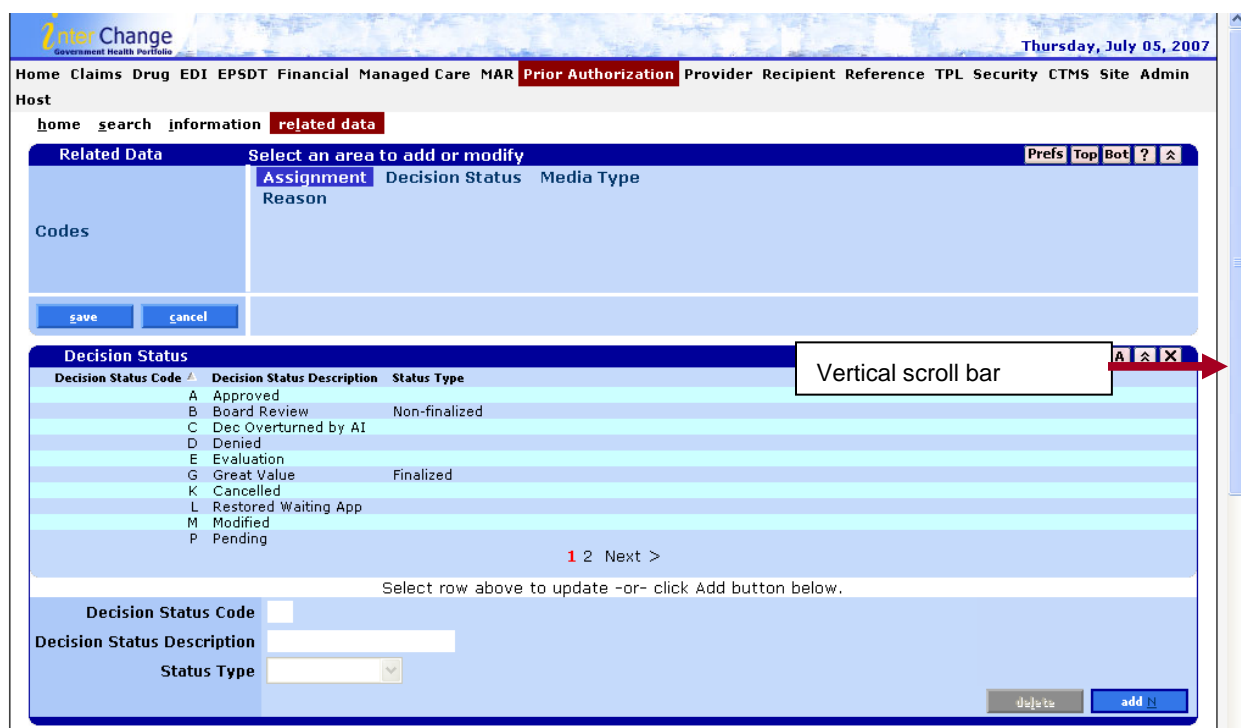 interChange
Government Health Portfolio
Thursday, July 05, 2007
Home Claims Drug EDI EPSDT Financial Managed Care MAR Prior Authorization Provider Recipient Reference TPL Security CTMS Site Admin
Host
home search information related data
Related Data Select an area to add or modify Prefs Top Bot ?
Assignment Decision Status Media Type
Reason
Codes
save cancel
Decision Status A X
Vertical scroll bar
Decision Status Code Decision Status Description Status Type
A Approved
B Board Review Non-finalized
C Dec Overturned by AI
D Denied
E Evaluation
G Great Value Finalized
K Cancelled
L Restored Waiting App
M Modified
P Pending
1 2 Next >
Select row above to update -or- click Add button below.
Decision Status Code
Decision Status Description
Status Type
delete add N